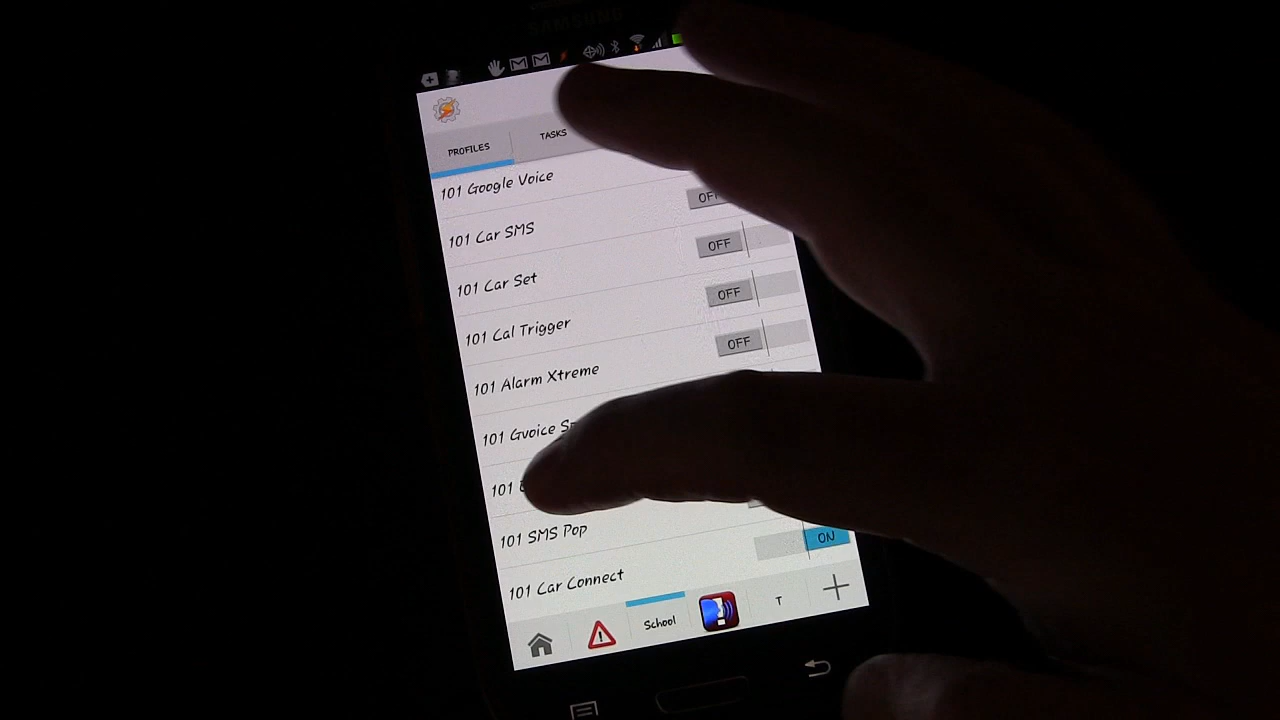 SAMSUNG
PROFILES
TASKS
101 Google Voice
OFF
101 Car SMS
OFF
101 Car Set
OFF
101 Cal Trigger
OFF
101 Alarm Xtreme
101 Gvoice
101
101 SMS Pop
ON
101 Car Connect
School
T